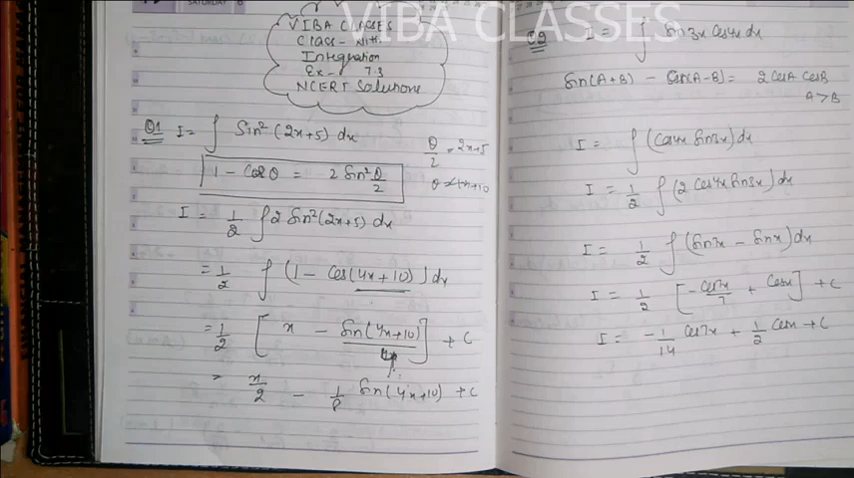 VIBA CLASSES
SATURDAY
VIBA CLASSES
Class - XIIth
Integration
Ex - 7.3
NCERT Solutions
Q1 I = ∫ Sin² (2x+5) dx
θ/2 = 2x+5
1 - Cosθ = 2 Sin² θ/2
θ = 4x+10
I = 1/2 ∫ 2 Sin² (2x+5) dx
= 1/2 ∫ (1 - Cos(4x+10)) dx
= 1/2 [x - Sin(4x+10)/4] + C
= x/2 - 1/8 Sin(4x+10) + C
Q2 I = ∫ Sin3x Cos4x dx
Sin(A+B) - Sin(A-B) = 2 CosA CosB
A > B
I = ∫ (Cos4x Sin3x) dx
I = 1/2 ∫ (2 Cos4x Sin3x) dx
I = 1/2 ∫ (Sin7x - Sinx) dx
I = 1/2 [-Cos7x/7 + Cosx] + C
I = -1/14 Cos7x + 1/2 Cosx + C